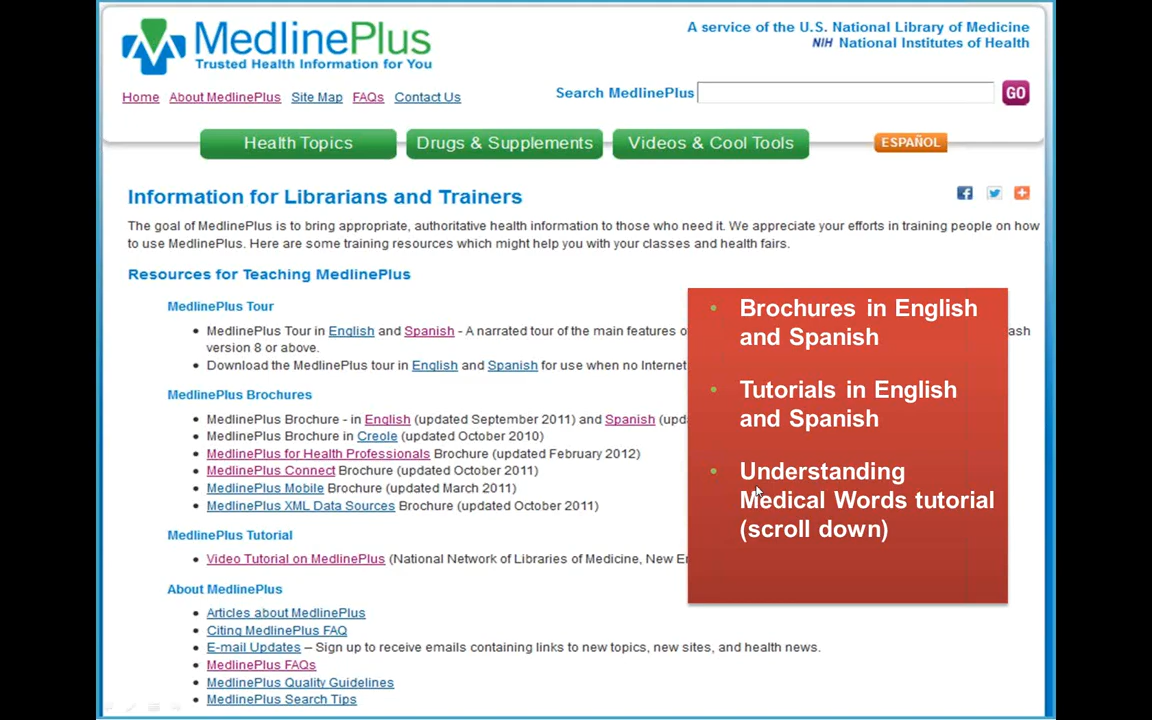 MedlinePlus
Trusted Health Information for You
A service of the U.S. National Library of Medicine
NIH National Institutes of Health
Home About MedlinePlus Site Map FAQs Contact Us
Search MedlinePlus GO
Health Topics Drugs & Supplements Videos & Cool Tools ESPAÑOL
Information for Librarians and Trainers
The goal of MedlinePlus is to bring appropriate, authoritative health information to those who need it. We appreciate your efforts in training people on how
to use MedlinePlus. Here are some training resources which might help you with your classes and health fairs.
Resources for Teaching MedlinePlus
MedlinePlus Tour
• MedlinePlus Tour in English and Spanish - A narrated tour of the main features
version 8 or above.
• Download the MedlinePlus tour in English and Spanish for use when no Internet
MedlinePlus Brochures
• MedlinePlus Brochure - in English (updated September 2011) and Spanish
• MedlinePlus Brochure in Creole (updated October 2010)
• MedlinePlus for Health Professionals Brochure (updated February 2012)
• MedlinePlus Connect Brochure (updated October 2011)
• MedlinePlus Mobile Brochure (updated March 2011)
• MedlinePlus XML Data Sources Brochure (updated October 2011)
MedlinePlus Tutorial
• Video Tutorial on MedlinePlus (National Network of Libraries of Medicine, New
About MedlinePlus
• Articles about MedlinePlus
• Citing MedlinePlus FAQ
• E-mail Updates – Sign up to receive emails containing links to new topics, new sites, and health news.
• MedlinePlus FAQs
• MedlinePlus Quality Guidelines
• MedlinePlus Search Tips
• Brochures in English
and Spanish
• Tutorials in English
and Spanish
• Understanding
Medical Words tutorial
(scroll down)